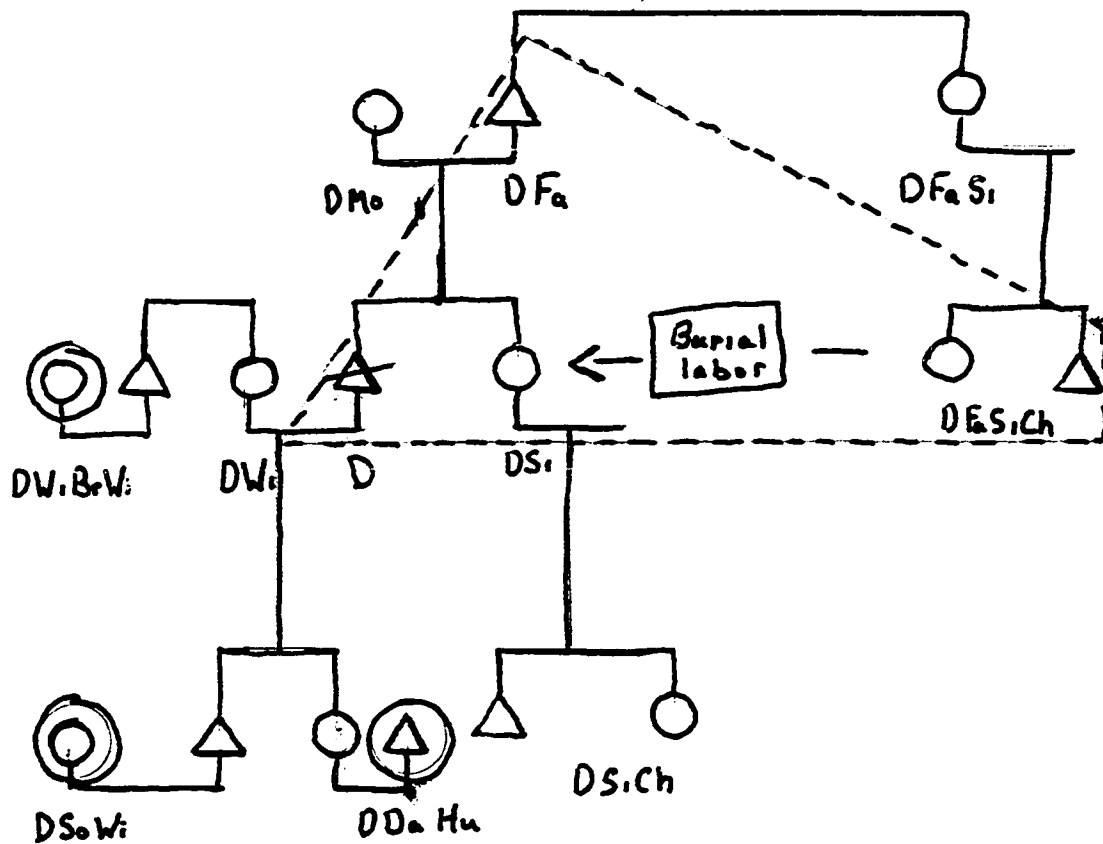 DMo
DFa
DFaSi
Burial
labor
DFaSiCh
DWiBrWi
DWi
D
DSi
DSoWi
DDaHu
DSiCh